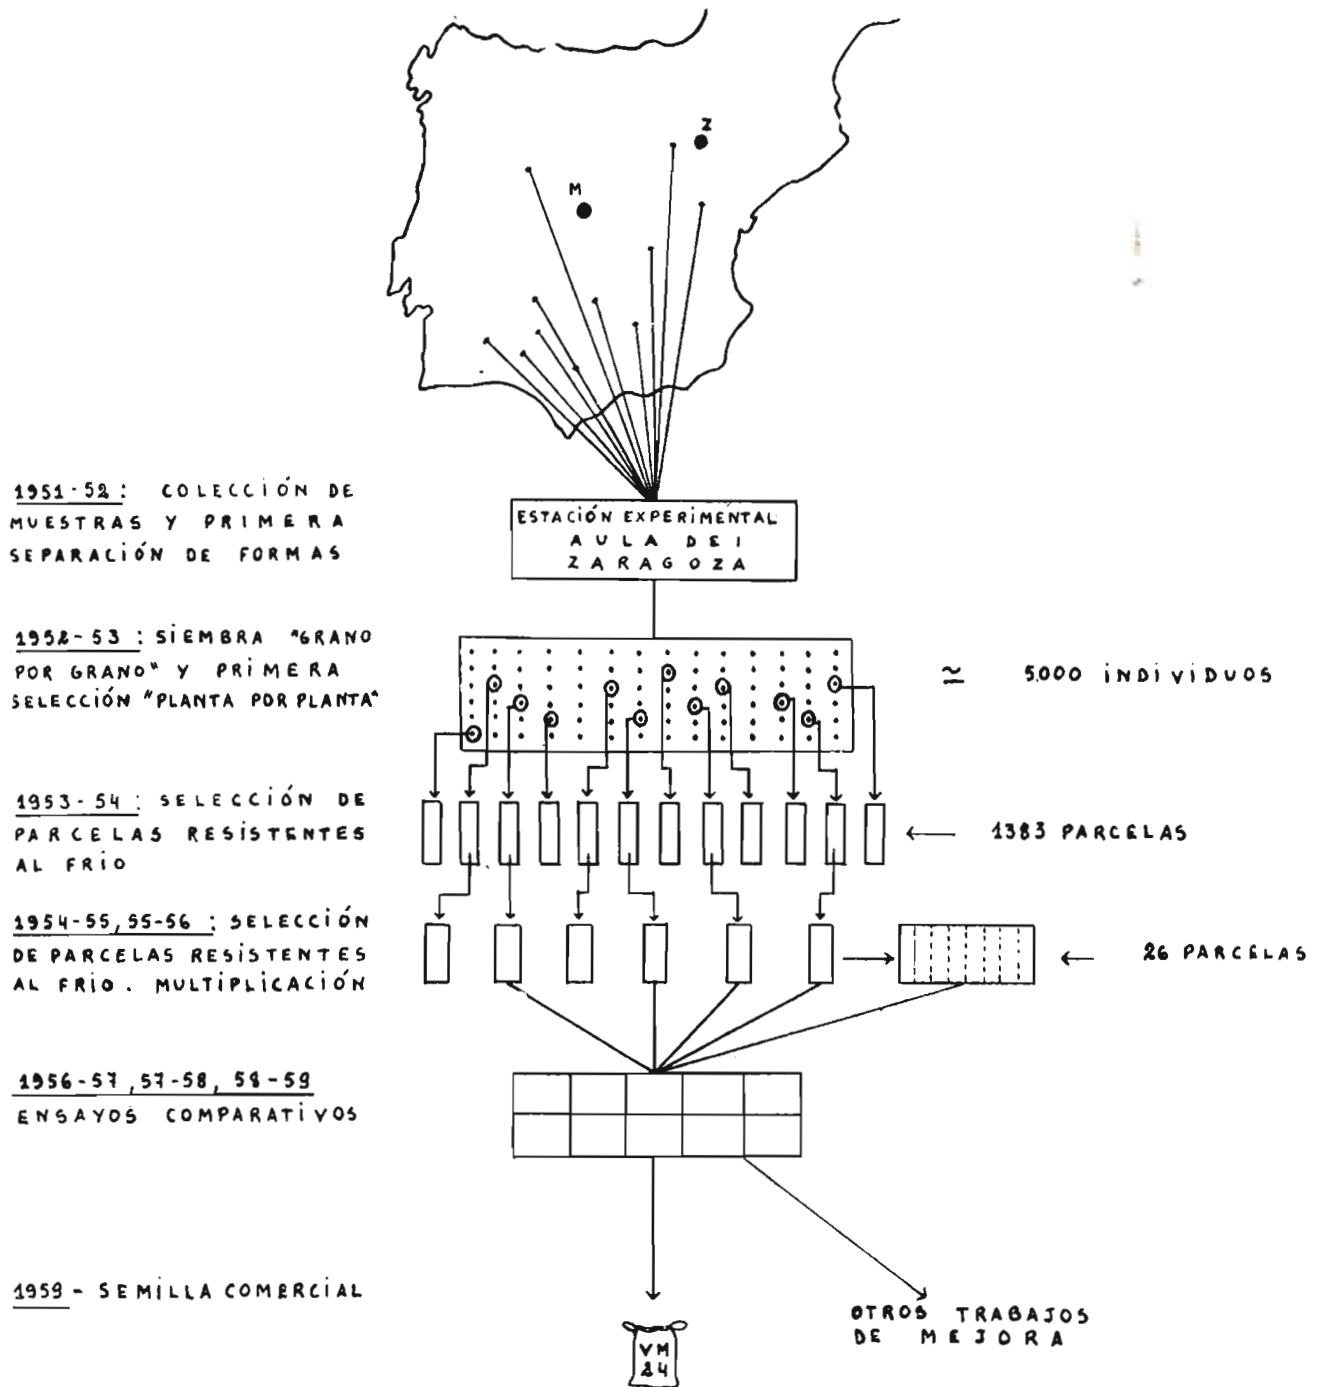 Z
M
1951-52: COLECCIÓN DE
MUESTRAS Y PRIMERA
SEPARACIÓN DE FORMAS
ESTACIÓN EXPERIMENTAL
AULA DEI
ZARAGOZA
1952-53: SIEMBRA "GRANO
POR GRANO" Y PRIMERA
SELECCIÓN "PLANTA POR PLANTA"
≃ 5000 INDIVIDUOS
1953-54: SELECCIÓN DE
PARCELAS RESISTENTES
AL FRÍO
← 1383 PARCELAS
1954-55, 55-56: SELECCIÓN
DE PARCELAS RESISTENTES
AL FRIO. MULTIPLICACIÓN
← 26 PARCELAS
1956-57, 57-58, 58-59
ENSAYOS COMPARATIVOS
1959 - SEMILLA COMERCIAL
OTROS TRABAJOS
DE MEJORA
VM
24